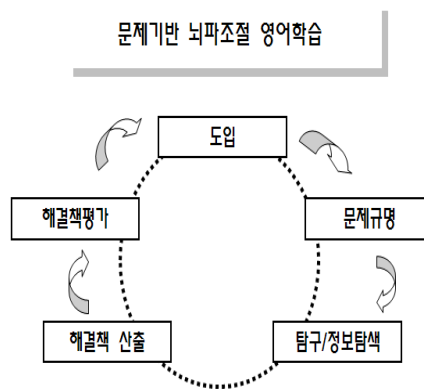 문제기반 뇌파조절 영어학습
도입
문제규명
탐구/정보탐색
해결책 산출
해결책평가